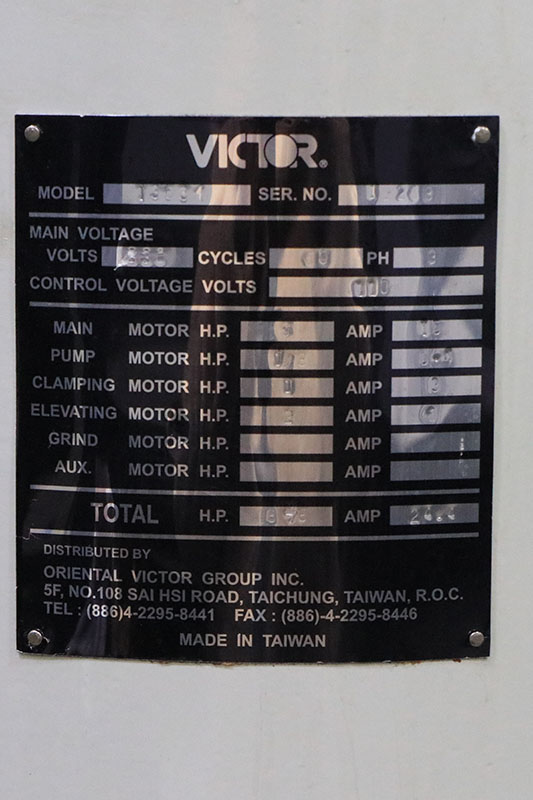 VICTOR®
MODEL SER. NO.
MAIN VOLTAGE
VOLTS CYCLES PH 3
CONTROL VOLTAGE VOLTS 110
MAIN MOTOR H.P. AMP
PUMP MOTOR H.P. AMP
CLAMPING MOTOR H.P. AMP
ELEVATING MOTOR H.P. AMP
GRIND MOTOR H.P. AMP
AUX. MOTOR H.P. AMP
TOTAL H.P. AMP
DISTRIBUTED BY
ORIENTAL VICTOR GROUP INC.
5F, NO.108 SAI HSI ROAD, TAICHUNG, TAIWAN, R.O.C.
TEL : (886)4-2295-8441 FAX : (886)-4-2295-8446
MADE IN TAIWAN